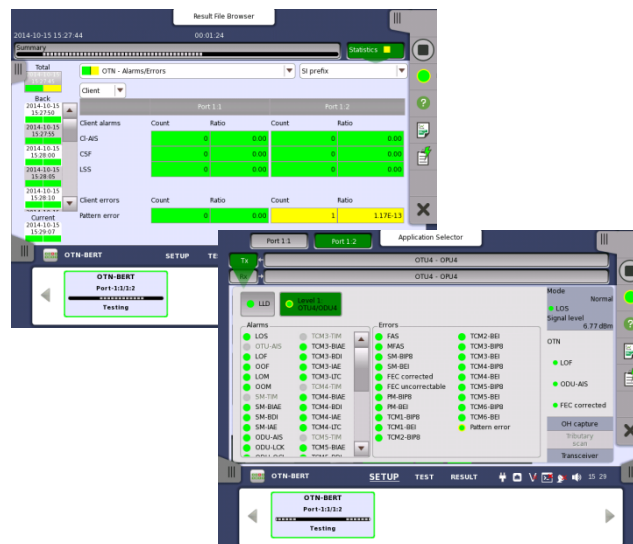 Result File Browser
2014-10-15 15:27:44 00:01:24
Summary Statistics
Total OTN - Alarms/Errors SI prefix
Client
Back
2014-10-15
15:27:50
2014-10-15
15:27:55
2014-10-15
15:28:00
2014-10-15
15:28:05
2014-10-15
15:28:10
Current
2014-10-15
15:29:07
Port 1:1 Port 1:2
Client alarms Count Ratio Count Ratio
CI-AIS 0 0.00 0 0.00
CSF 0 0.00 0 0.00
LSS 0 0.00 0 0.00
Client errors Count Ratio Count Ratio
Pattern error 0 0.00 1 1.17E-13
OTN-BERT SETUP TE
OTN-BERT
Port-1:1/1:2
Testing
Port 1:1 Port 1:2 Application Selector
Tx OTU4 - OPU4
Rx OTU4 - OPU4
LLD Level 1
OTU4/ODU4
Alarms
LOS TCM3-TIM
OTU-AIS TCM3-BIAE
LOF TCM3-BDI
OOF TCM3-IAE
LOM TCM3-LTC
OOM TCM4-TIM
SM-TIM TCM4-BIAE
SM-BIAE TCM4-BDI
SM-BDI TCM4-IAE
SM-IAE TCM4-LTC
ODU-AIS TCM5-TIM
ODU-LCK TCM5-BIAE
ODU-OCI TCM5-BDI
Errors
FAS TCM2-BEI
MFAS TCM3-BIP8
SM-BIP8 TCM3-BEI
SM-BEI TCM4-BIP8
FEC corrected TCM4-BEI
FEC uncorrectable TCM5-BIP8
PM-BIP8 TCM5-BEI
PM-BEI TCM6-BIP8
TCM1-BIP8 TCM6-BEI
TCM1-BEI Pattern error
TCM2-BIP8
Mode
Normal
LOS
Signal level
6.77 dBm
OTN
LOF
ODU-AIS
FEC corrected
OH capture
Tributary
scan
Transceiver
OTN-BERT SETUP TEST RESULT 15 29
OTN-BERT
Port-1:1/1:2
Testing